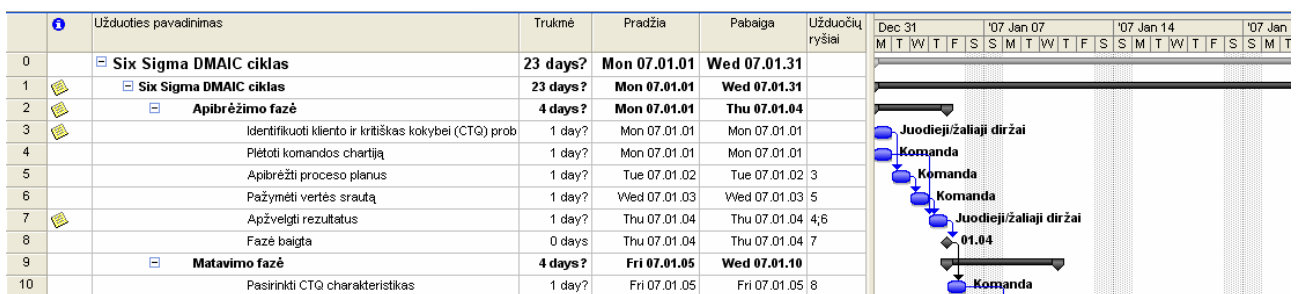 Užduoties pavadinimas Trukmė Pradžia Pabaiga Užduočių ryšiai Dec 31 '07 Jan 07 '07 Jan 14 '07 Jan
M T W T F S S M T W T F S S M T W T F S S M T
0 Six Sigma DMAIC ciklas 23 days? Mon 07.01.01 Wed 07.01.31
1 Six Sigma DMAIC ciklas 23 days? Mon 07.01.01 Wed 07.01.31
2 Apibrėžimo fazė 4 days? Mon 07.01.01 Thu 07.01.04
3 Identifikuoti kliento ir kritiškas kokybei (CTQ) prob 1 day? Mon 07.01.01 Mon 07.01.01 Juodieji/žaliaji diržai
4 Plėtoti komandos chartiją 1 day? Mon 07.01.01 Mon 07.01.01 Komanda
5 Apibrėžti proceso planus 1 day? Tue 07.01.02 Tue 07.01.02 3 Komanda
6 Pažymėti vertės srautą 1 day? Wed 07.01.03 Wed 07.01.03 5 Komanda
7 Apžvelgti rezultatus 1 day? Thu 07.01.04 Thu 07.01.04 4;6 Juodieji/žaliaji diržai
8 Fazė baigta 0 days Thu 07.01.04 Thu 07.01.04 7 01.04
9 Matavimo fazė 4 days? Fri 07.01.05 Wed 07.01.10
10 Pasirinkti CTQ charakteristikas 1 day? Fri 07.01.05 Fri 07.01.05 8 Komanda